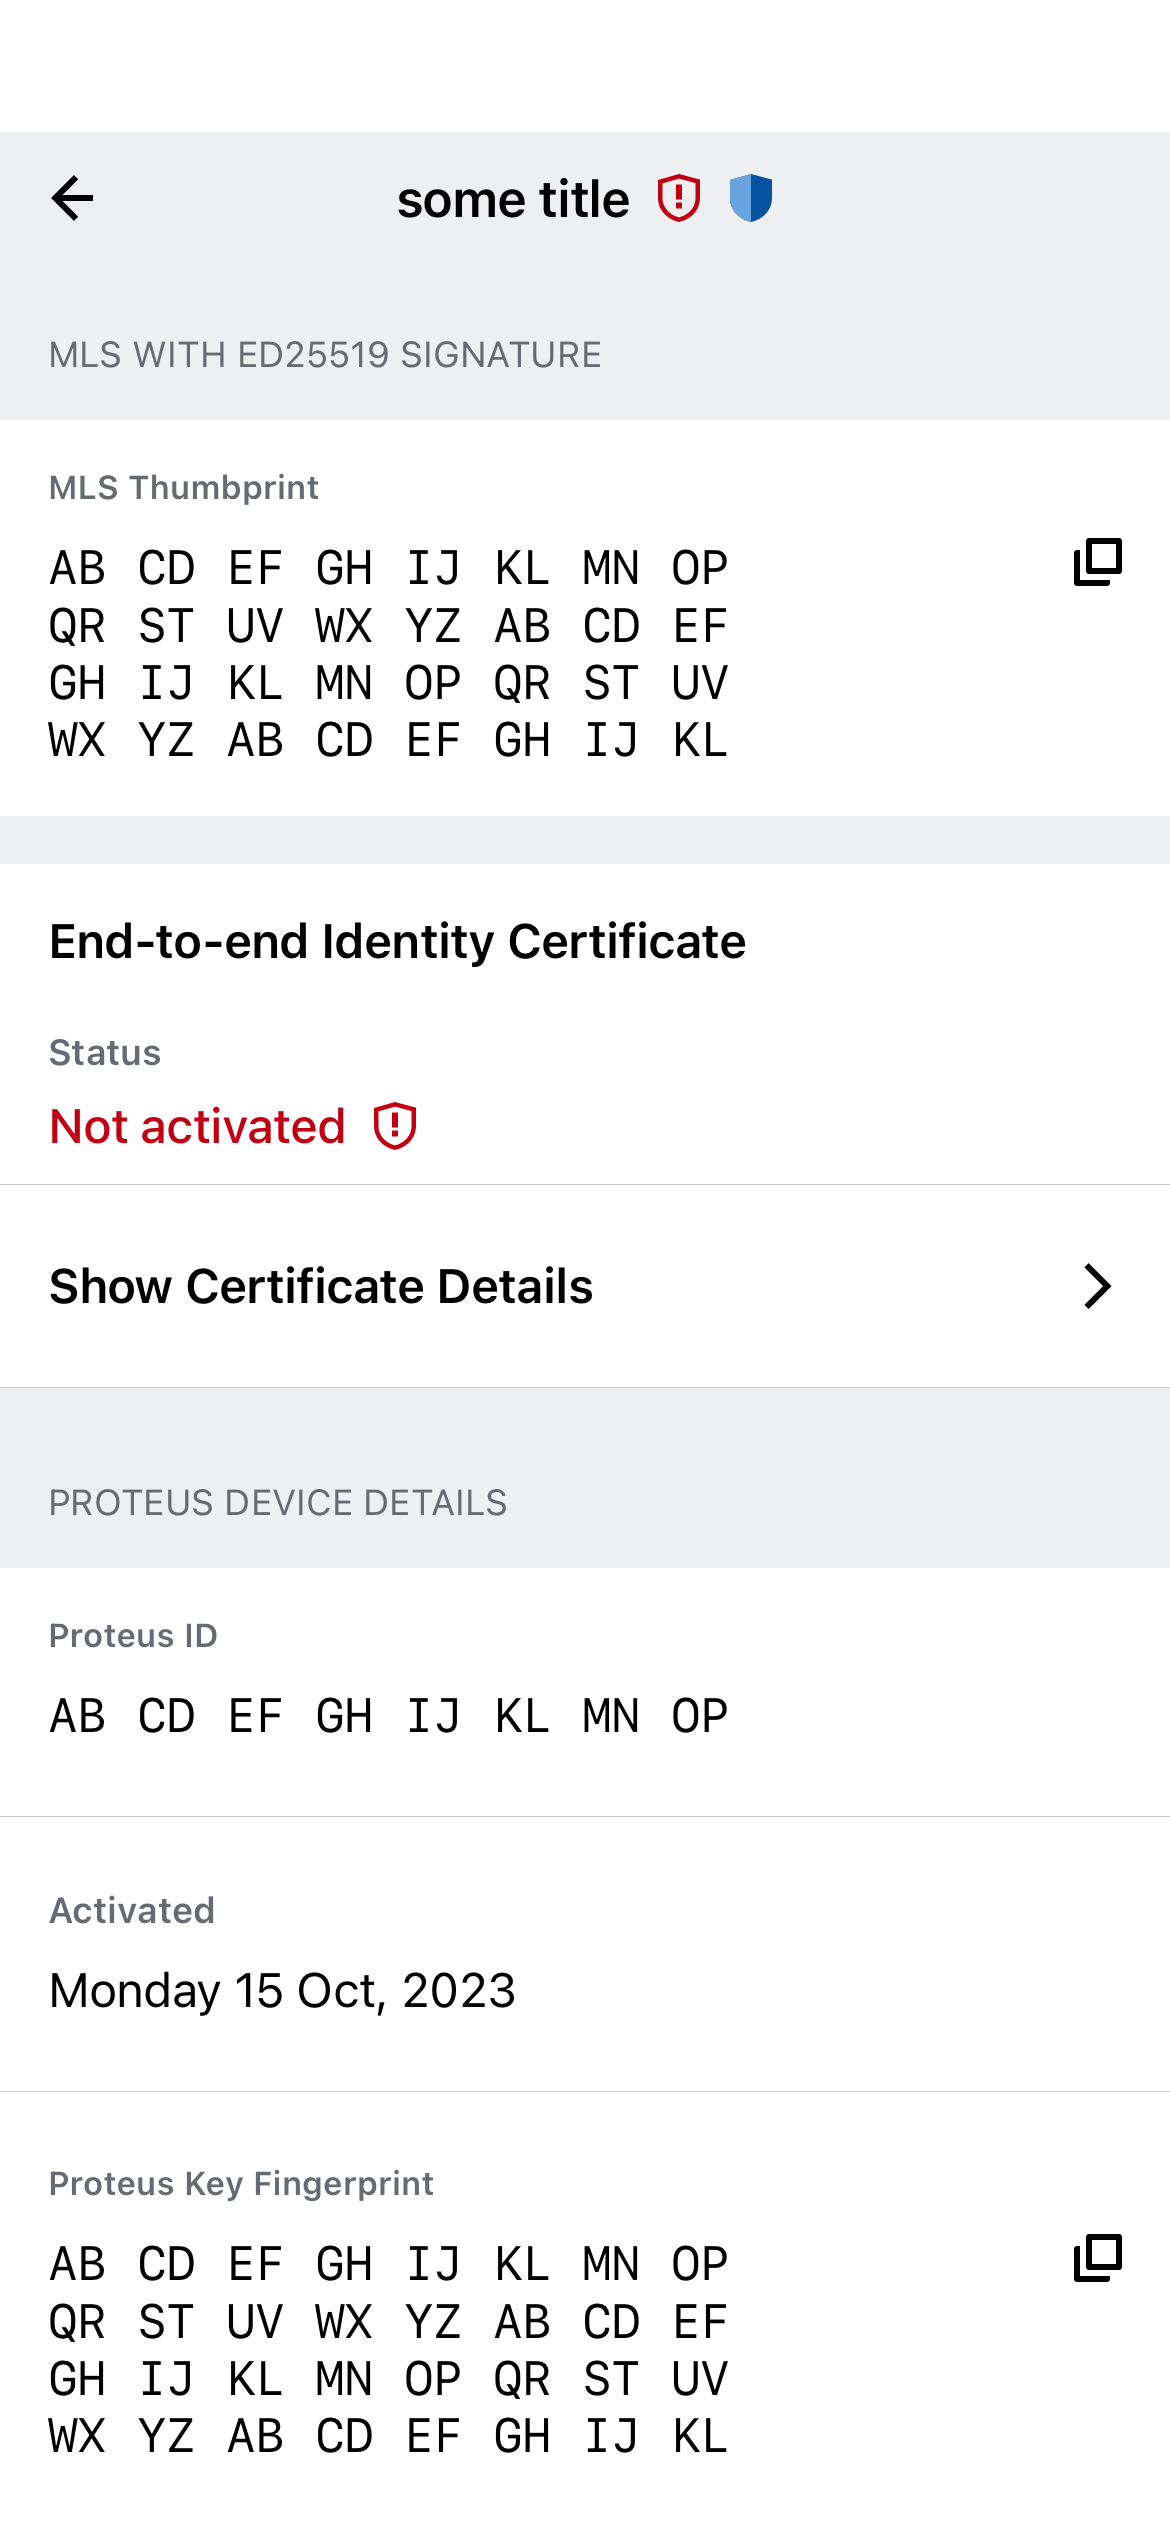 some title
MLS WITH ED25519 SIGNATURE
MLS Thumbprint
AB CD EF GH IJ KL MN OP
QR ST UV WX YZ AB CD EF
GH IJ KL MN OP QR ST UV
WX YZ AB CD EF GH IJ KL
End-to-end Identity Certificate
Status
Not activated
Show Certificate Details
PROTEUS DEVICE DETAILS
Proteus ID
AB CD EF GH IJ KL MN OP
Activated
Monday 15 Oct, 2023
Proteus Key Fingerprint
AB CD EF GH IJ KL MN OP
QR ST UV WX YZ AB CD EF
GH IJ KL MN OP QR ST UV
WX YZ AB CD EF GH IJ KL